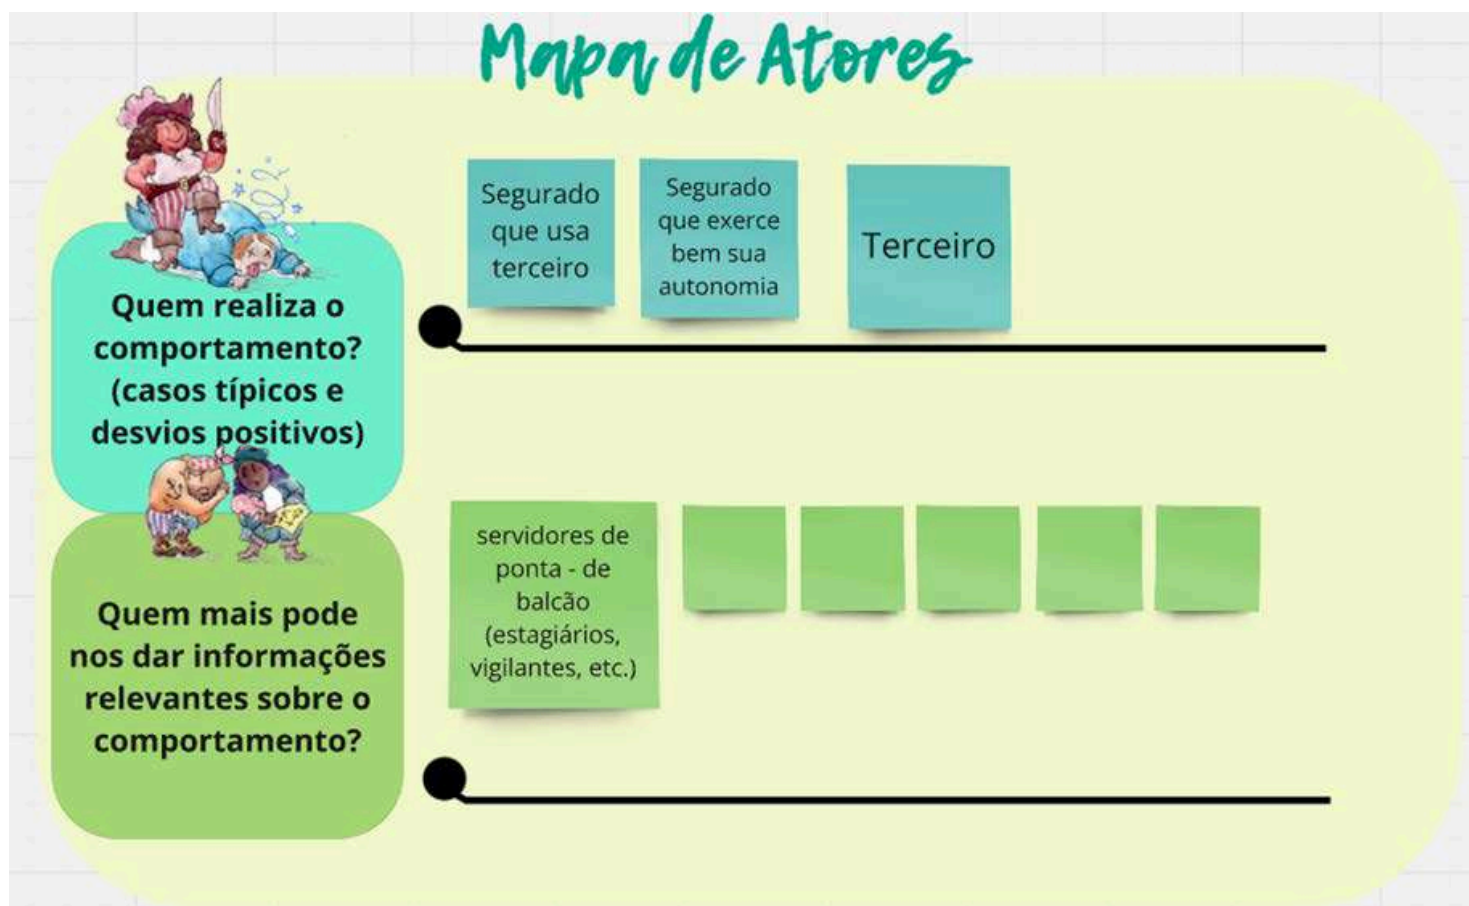 Mapa de Atores
Segurado
que usa
terceiro
Segurado
que exerce
bem sua
autonomia
Terceiro
Quem realiza o
comportamento?
(casos típicos e
desvios positivos)
servidores de
ponta - de
balcão
(estagiários,
vigilantes, etc.)
Quem mais pode
nos dar informações
relevantes sobre o
comportamento?